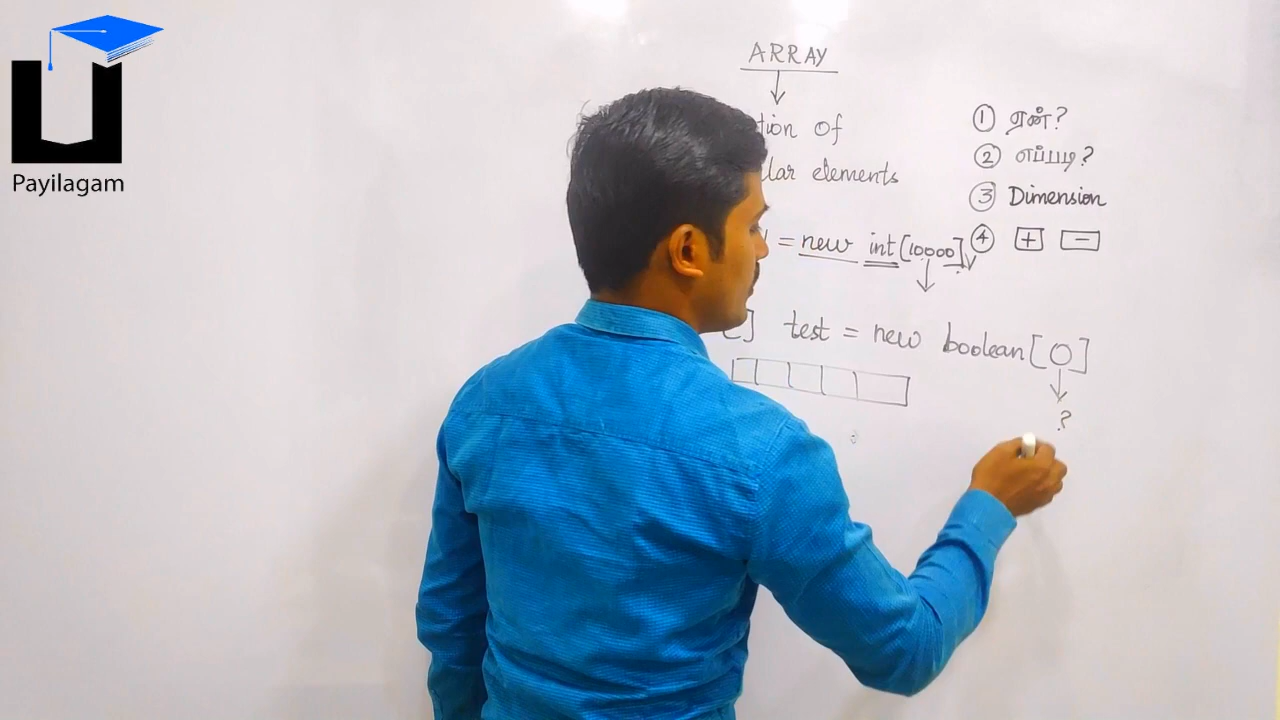 Payilagam
ARRAY
tion of
lar elements
= new int[10000]
] test = new boolean[0]
?
1 ஏன்?
2 எப்படி?
3 Dimension
4 + -